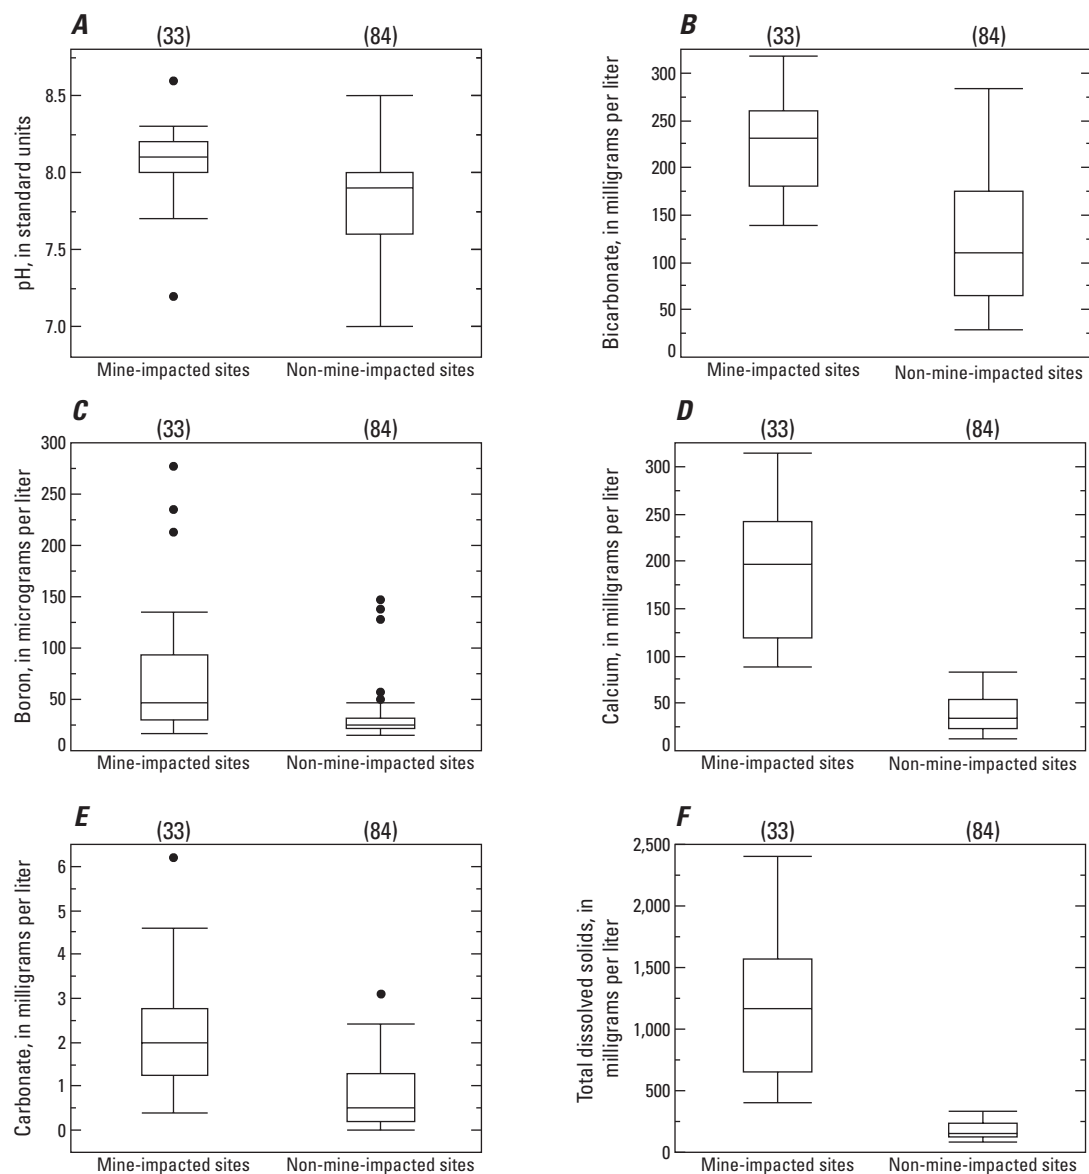 A
(33) (84)
pH, in standard units
8.5
8.0
7.5
7.0
Mine-impacted sites Non-mine-impacted sites
B
(33) (84)
Bicarbonate, in milligrams per liter
300
250
200
150
100
50
0
Mine-impacted sites Non-mine-impacted sites
C
(33) (84)
Boron, in micrograms per liter
300
250
200
150
100
50
0
Mine-impacted sites Non-mine-impacted sites
D
(33) (84)
Calcium, in milligrams per liter
300
250
200
150
100
50
0
Mine-impacted sites Non-mine-impacted sites
E
(33) (84)
Carbonate, in milligrams per liter
6
5
4
3
2
1
0
Mine-impacted sites Non-mine-impacted sites
F
(33) (84)
Total dissolved solids, in
milligrams per liter
2,500
2,000
1,500
1,000
500
0
Mine-impacted sites Non-mine-impacted sites